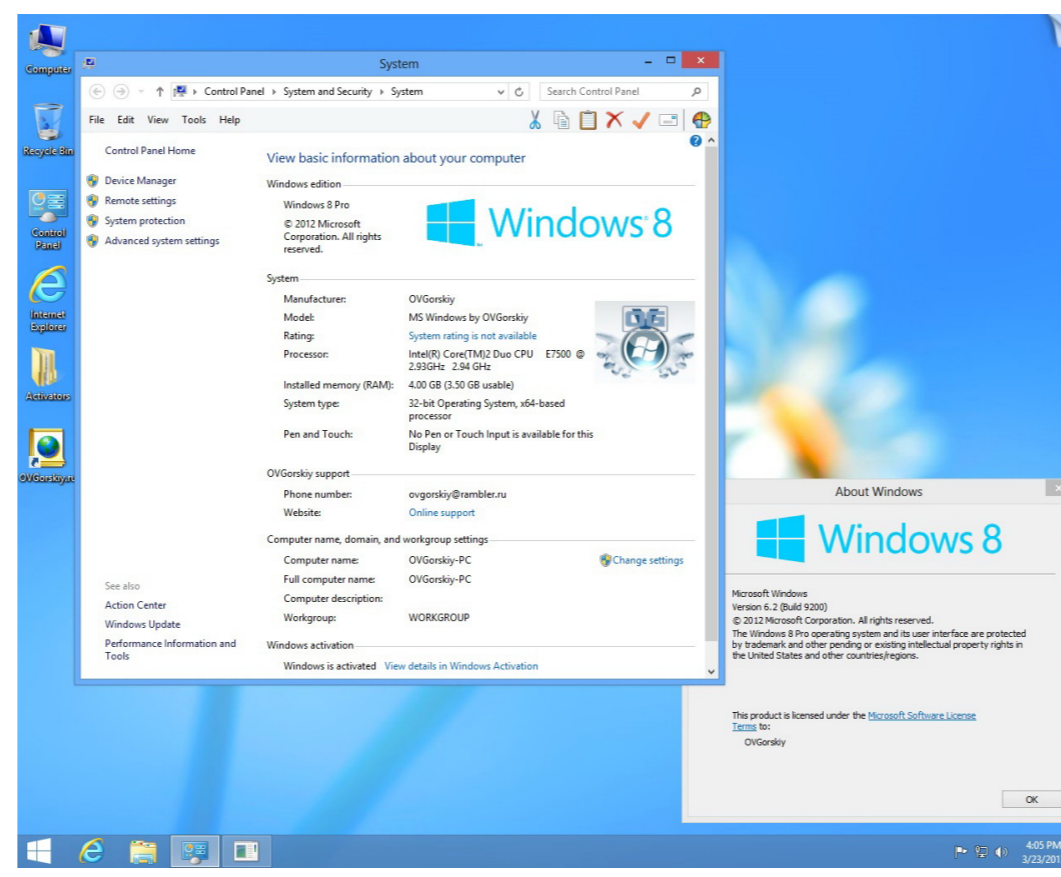 Computer
Recycle Bin
Control
Panel
Internet
Explorer
Activators
System
Control Panel
System and Security
System
Search Control Panel
File Edit View Tools Help
Control Panel Home
Device Manager
Remote settings
System protection
Advanced system settings
See also
Action Center
Windows Update
Performance Information and
Tools
View basic information about your computer
Windows edition
Windows 8 Pro
© 2012 Microsoft
Corporation. All rights
reserved.
Windows 8
System
Manufacturer: OVGorskiy
Model: MS Windows by OVGorskiy
Rating: System rating is not available
Processor: Intel(R) Core(TM)2 Duo CPU E7500 @
2.93GHz 2.94 GHz
Installed memory (RAM): 4.00 GB (3.50 GB usable)
System type: 32-bit Operating System, x64-based
processor
Pen and Touch: No Pen or Touch Input is available for this
Display
OG
OVGorskiy support
Phone number: ovgorskiy@rambler.ru
Website: Online support
Computer name, domain, and workgroup settings
Computer name: OVGorskiy-PC
Change settings
Full computer name: OVGorskiy-PC
Computer description:
Workgroup: WORKGROUP
Windows activation
Windows is activated View details in Windows Activation
About Windows
Windows 8
Microsoft Windows
Version 6.2 (Build 9200)
© 2012 Microsoft Corporation. All rights reserved.
The Windows 8 Pro operating system and its user interface are protected
by trademark and other pending or existing intellectual property rights in
the United States and other countries/regions.
This product is licensed under the Microsoft Software License
Terms to:
OVGorskiy
OK
4:05 PM
3/23/201